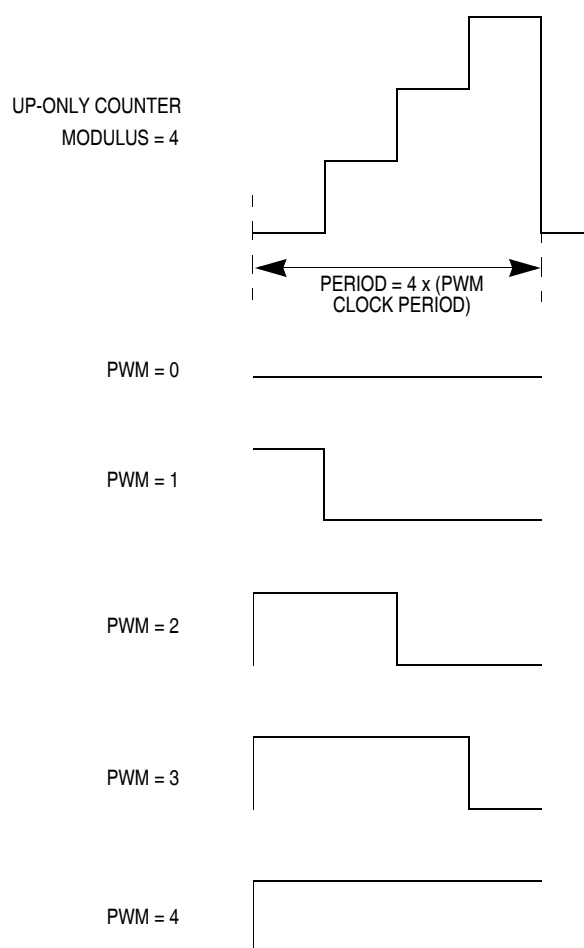 UP-ONLY COUNTER
MODULUS = 4
PERIOD = 4 x (PWM
CLOCK PERIOD)
PWM = 0
PWM = 1
PWM = 2
PWM = 3
PWM = 4